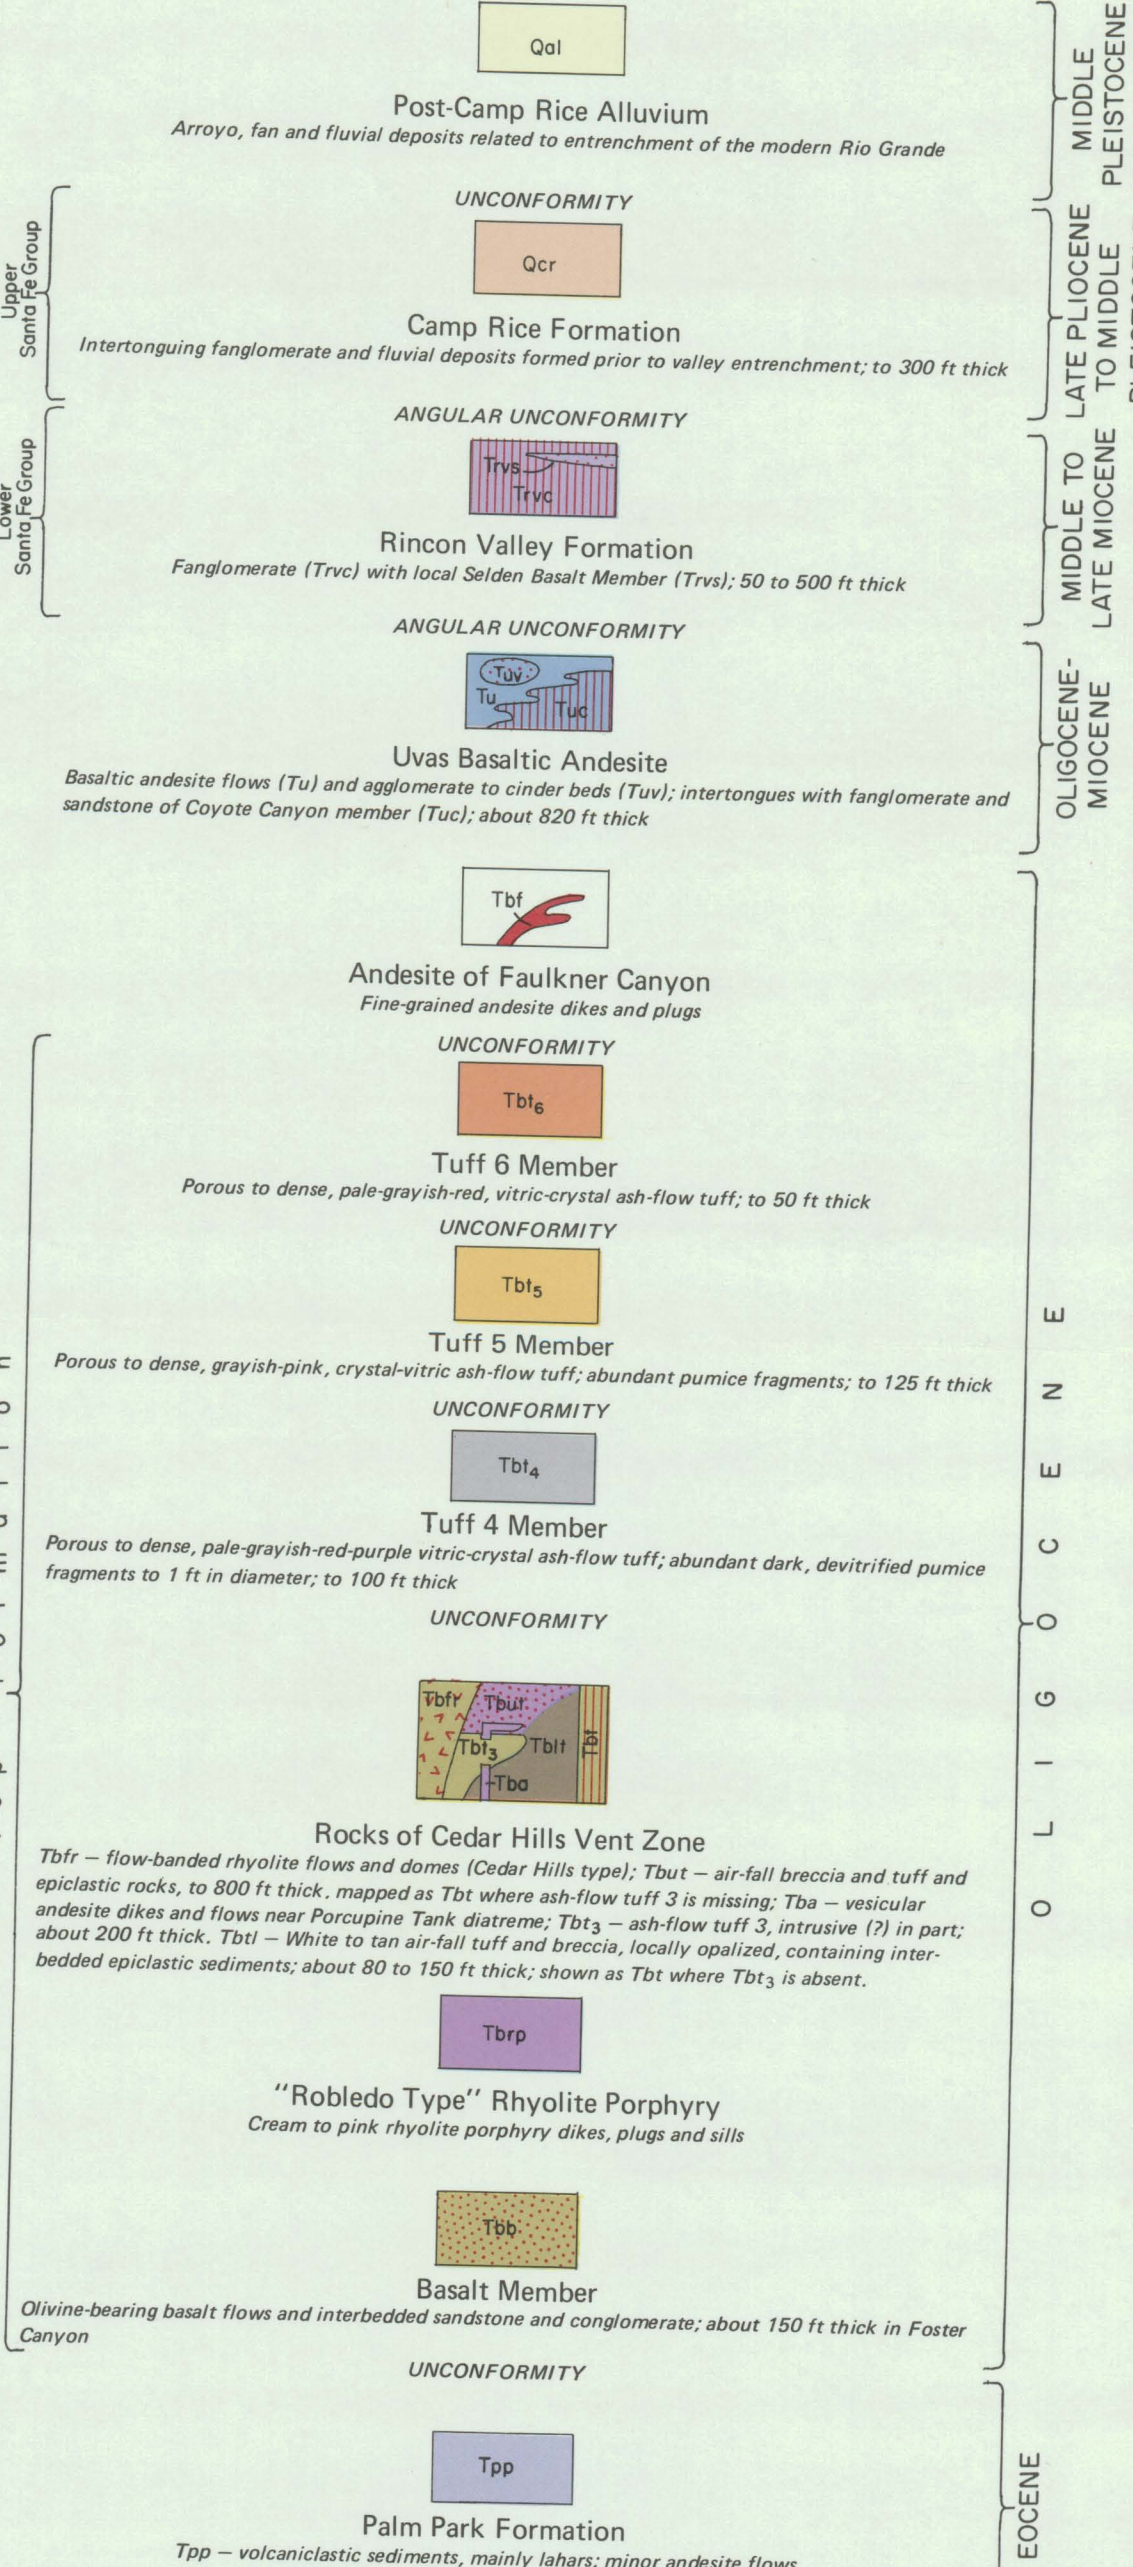 Qal
Post-Camp Rice Alluvium
Arroyo, fan and fluvial deposits related to entrenchment of the modern Rio Grande
MIDDLE
PLEISTOCENE
UNCONFORMITY
Qcr
Camp Rice Formation
Intertonguing fanglomerate and fluvial deposits formed prior to valley entrenchment; to 300 ft thick
Upper
Santa Fe Group
LATE PLIOCENE
TO MIDDLE
ANGULAR UNCONFORMITY
Trvs
Trvc
Rincon Valley Formation
Fanglomerate (Trvc) with local Selden Basalt Member (Trvs); 50 to 500 ft thick
Lower
Santa Fe Group
MIDDLE TO
LATE MIOCENE
ANGULAR UNCONFORMITY
Tuv
Tu
Tuc
Uvas Basaltic Andesite
Basaltic andesite flows (Tu) and agglomerate to cinder beds (Tuv); intertongues with fanglomerate and
sandstone of Coyote Canyon member (Tuc); about 820 ft thick
OLIGOCENE-
MIOCENE
Tbf
Andesite of Faulkner Canyon
Fine-grained andesite dikes and plugs
UNCONFORMITY
Tbt6
Tuff 6 Member
Porous to dense, pale-grayish-red, vitric-crystal ash-flow tuff; to 50 ft thick
UNCONFORMITY
Tbt5
Tuff 5 Member
Porous to dense, grayish-pink, crystal-vitric ash-flow tuff; abundant pumice fragments; to 125 ft thick
UNCONFORMITY
Tbt4
Tuff 4 Member
Porous to dense, pale-grayish-red-purple vitric-crystal ash-flow tuff; abundant dark, devitrified pumice
fragments to 1 ft in diameter; to 100 ft thick
UNCONFORMITY
OLIGOCENE
Tbfr
Tbut
Tbt3
Tblt
Tbt
Tba
Rocks of Cedar Hills Vent Zone
Tbfr — flow-banded rhyolite flows and domes (Cedar Hills type); Tbut — air-fall breccia and tuff and
epiclastic rocks, to 800 ft thick. mapped as Tbt where ash-flow tuff 3 is missing; Tba — vesicular
andesite dikes and flows near Porcupine Tank diatreme; Tbt3 — ash-flow tuff 3, intrusive (?) in part;
about 200 ft thick. Tbtl — White to tan air-fall tuff and breccia, locally opalized, containing inter-
bedded epiclastic sediments; about 80 to 150 ft thick; shown as Tbt where Tbt3 is absent.
Tbrp
"Robledo Type" Rhyolite Porphyry
Cream to pink rhyolite porphyry dikes, plugs and sills
Tbb
Basalt Member
Olivine-bearing basalt flows and interbedded sandstone and conglomerate; about 150 ft thick in Foster
Canyon
UNCONFORMITY
Tpp
Palm Park Formation
Tpp — volcaniclastic sediments, mainly lahars; minor andesite flows
EOCENE